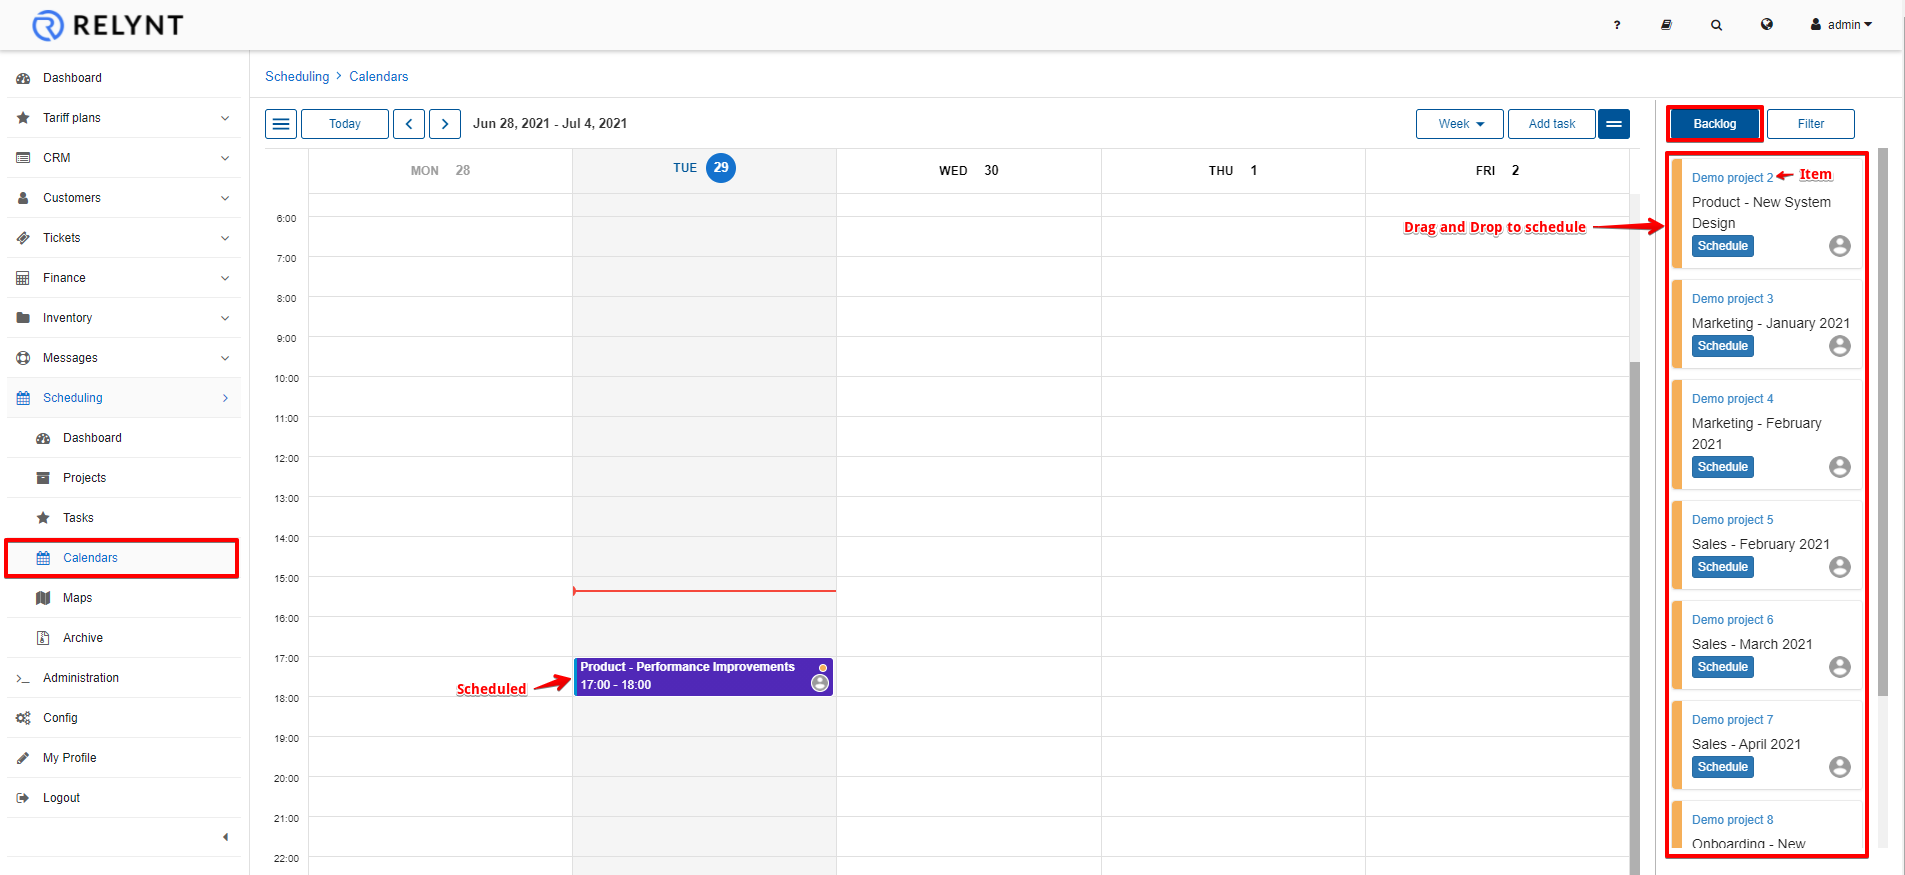 RELYNT
? admin
Dashboard
Tariff plans
CRM
Customers
Tickets
Finance
Inventory
Messages
Scheduling
Dashboard
Projects
Tasks
Calendars
Maps
Archive
Administration
Config
My Profile
Logout
Scheduling > Calendars
Today
Jun 28, 2021 - Jul 4, 2021
Week
Add task
MON 28
TUE 29
WED 30
THU 1
FRI 2
6:00
7:00
8:00
9:00
10:00
11:00
12:00
13:00
14:00
15:00
16:00
17:00
18:00
19:00
20:00
21:00
22:00
Scheduled
Product - Performance Improvements
17:00 - 18:00
Drag and Drop to schedule
Backlog
Filter
Demo project 2
Item
Product - New System
Design
Schedule
Demo project 3
Marketing - January 2021
Schedule
Demo project 4
Marketing - February
2021
Schedule
Demo project 5
Sales - February 2021
Schedule
Demo project 6
Sales - March 2021
Schedule
Demo project 7
Sales - April 2021
Schedule
Demo project 8
Onboarding - New